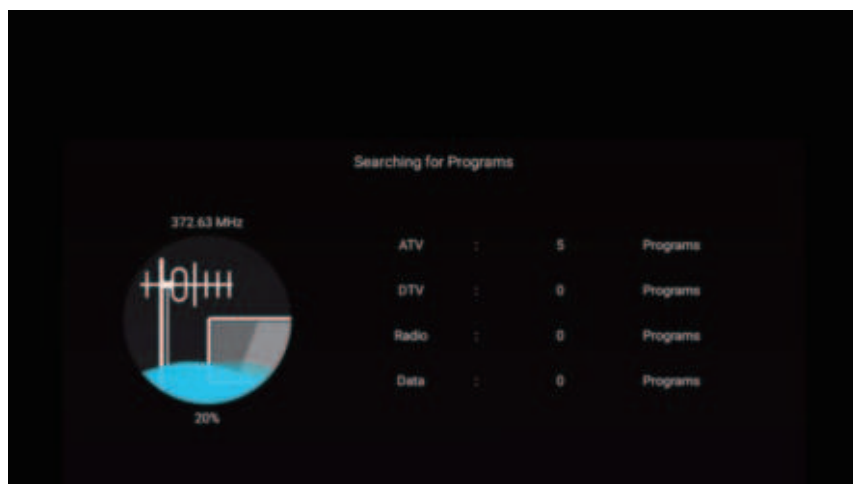 Searching for Programs
372.63 MHz
ATV : 5 Programs
DTV : 0 Programs
Radio : 0 Programs
Data : 0 Programs
20%